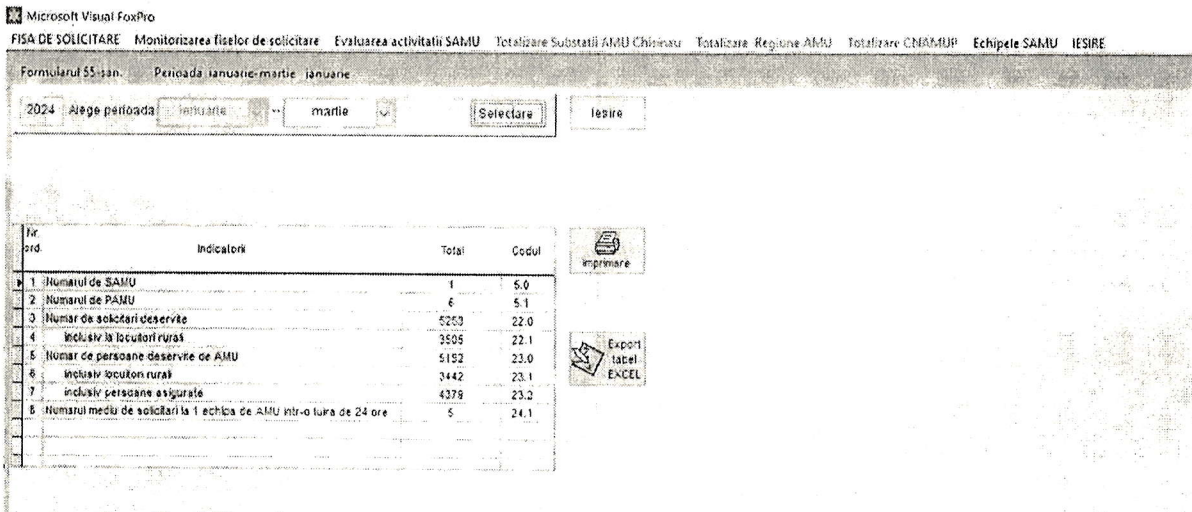 Microsoft Visual FoxPro
FISA DE SOLICITARE Monitorizarea fiselor de solicitare Evaluarea activitatii SAMU Totalizare Substatii AMU Chisinau Totalizare Regiune AMU Totalizare CNAMUP Echipele SAMU IESIRE
Formularul 55-san. Perioada ianuarie-martie ianuarie
2024 Alege perioada ianuarie -- martie Selectare Iesire
Nr. ord. Indicatorii Total Codul
Imprimare
1 Numarul de SAMU 1 5.0
2 Numarul de PAMU 6 5.1
3 Numar de solicitari deservite 5253 22.0
4 inclusiv la locuitori rurali 3505 22.1
5 Numar de persoane deservite de AMU 5192 23.0
6 inclusiv locuitori rurali 3442 23.1
7 inclusiv persoane asigurate 4379 23.2
8 Numarul mediu de solicitari la 1 echipa de AMU intr-o tura de 24 ore 5 24.1
Export
tabel
EXCEL